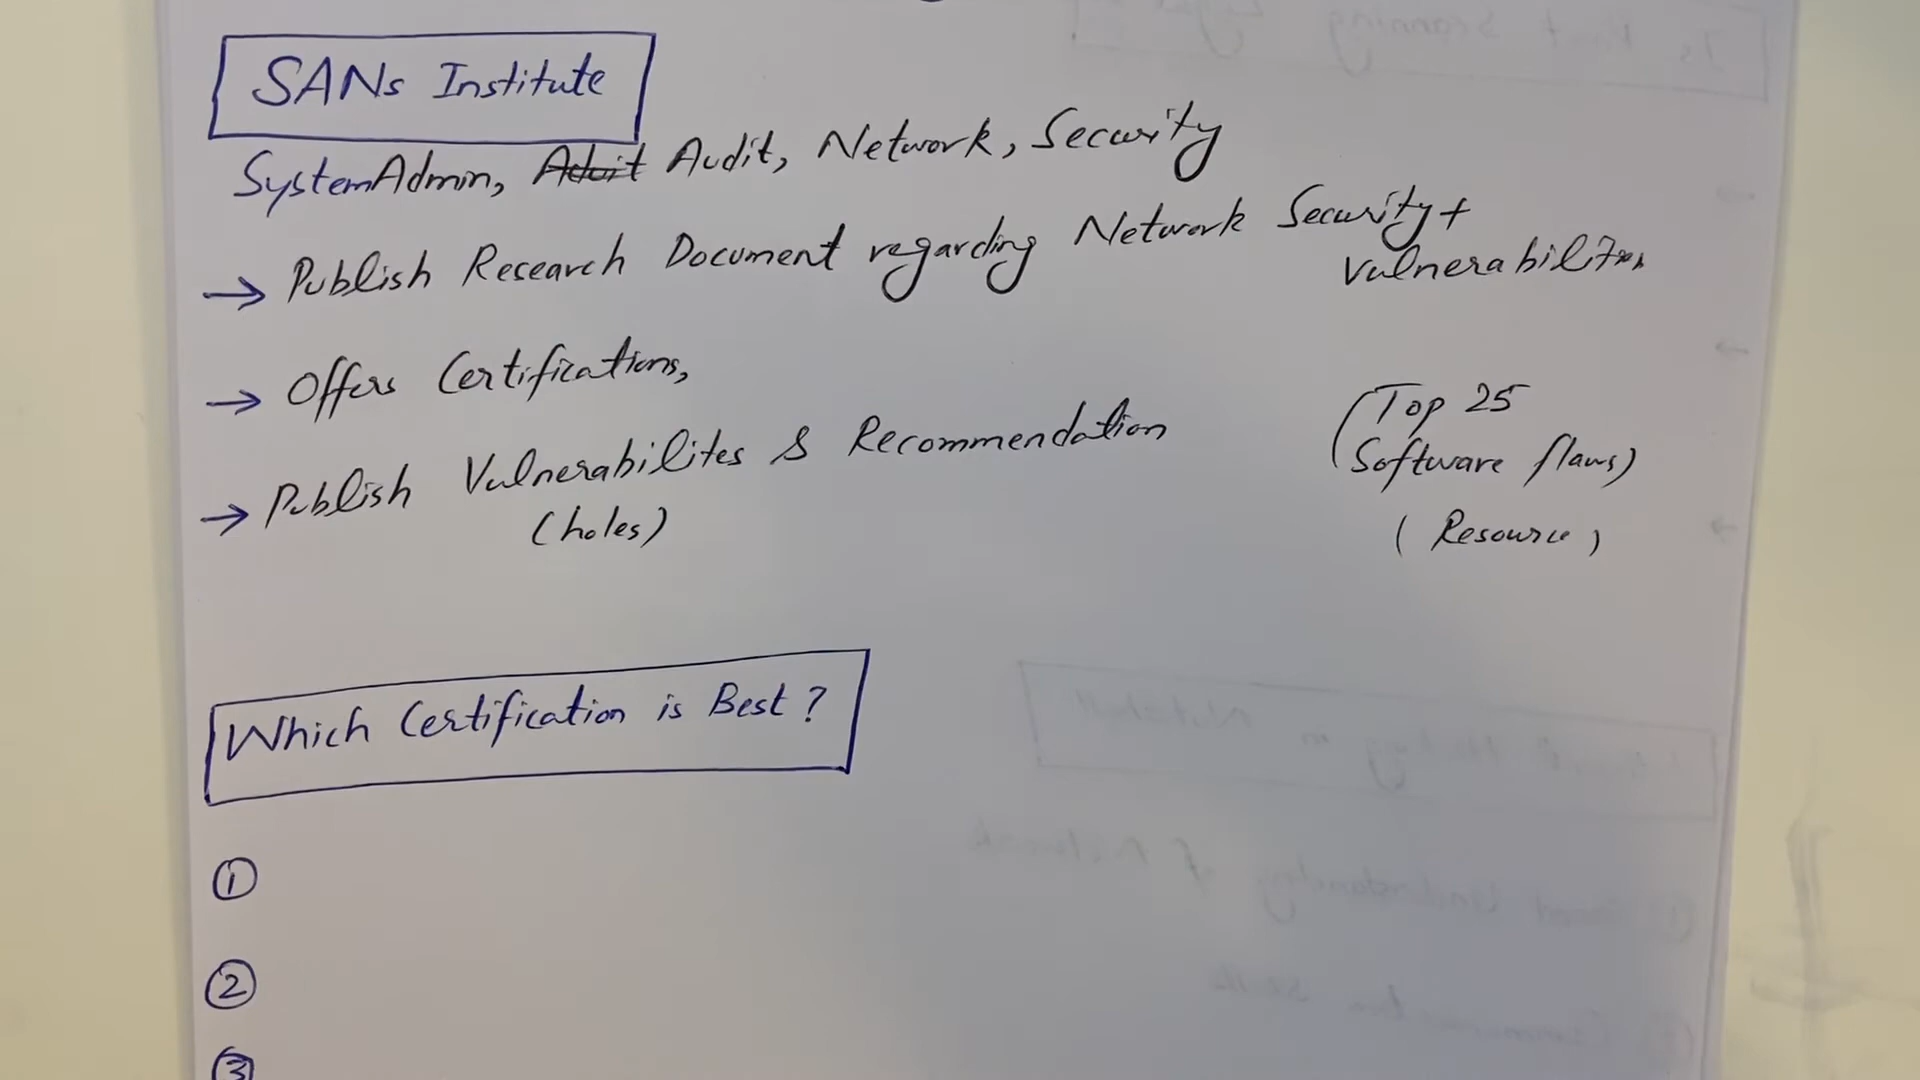 SANs Institute
SystemAdmin, Audit, Network, Security
→ Publish Research Document regarding Network Security +
Vulnerabilities
→ Offers Certifications,
→ Publish Vulnerabilites & Recommendation
(holes)
(Top 25
Software flaws)
(Resource)
Which Certification is Best?
①
②
③